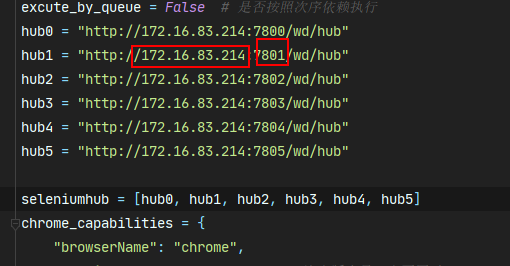 excute_by_queue = False  # 是否按照次序依赖执行
hub0 = "http://172.16.83.214:7800/wd/hub"
hub1 = "http://172.16.83.214:7801/wd/hub"
hub2 = "http://172.16.83.214:7802/wd/hub"
hub3 = "http://172.16.83.214:7803/wd/hub"
hub4 = "http://172.16.83.214:7804/wd/hub"
hub5 = "http://172.16.83.214:7805/wd/hub"
seleniumhub = [hub0, hub1, hub2, hub3, hub4, hub5]
chrome_capabilities = {
"browserName": "chrome",